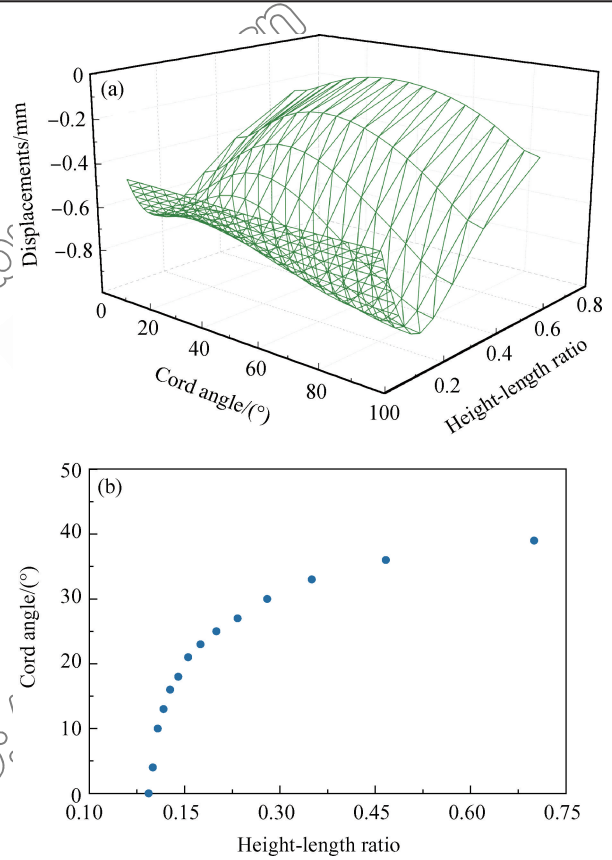 (a)
0
−0.2
−0.4
−0.6
−0.8
Displacements/mm
0
20
40
60
80
100
Cord angle/(°)
0.2
0.4
0.6
0.8
Height-length ratio
(b)
50
40
30
20
10
0
Cord angle/(°)
0.10 0.15 0.30 0.45 0.60 0.75
Height-length ratio